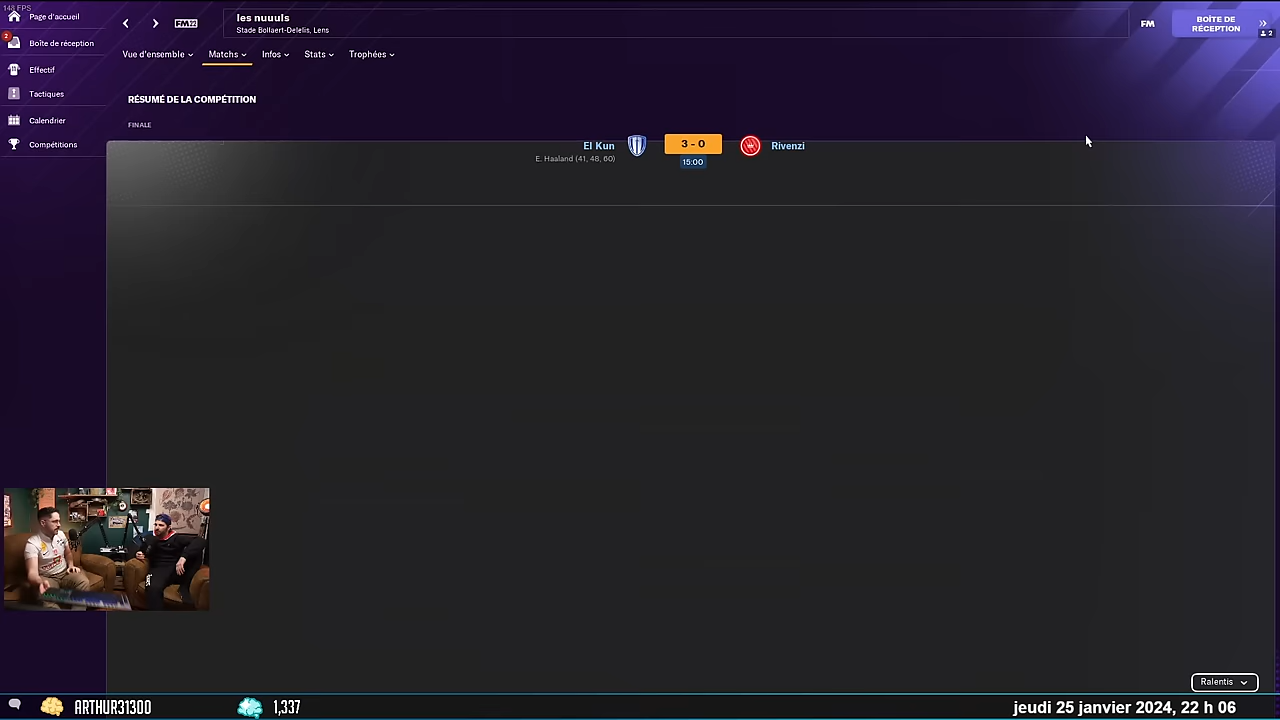 148 FPS
Page d'accueil
2
Boîte de réception
Effectif
Tactiques
Calendrier
Compétitions
FM22
les nuuuls
Stade Bollaert-Delelis, Lens
FM
BOÎTE DE
RÉCEPTION
2
Vue d'ensemble
Matchs
Infos
Stats
Trophées
RÉSUMÉ DE LA COMPÉTITION
FINALE
El Kun
3 - 0
Rivenzi
E. Haaland (41, 48, 60)
15:00
Ralentis
ARTHUR31300
1,337
jeudi 25 janvier 2024, 22 h 06